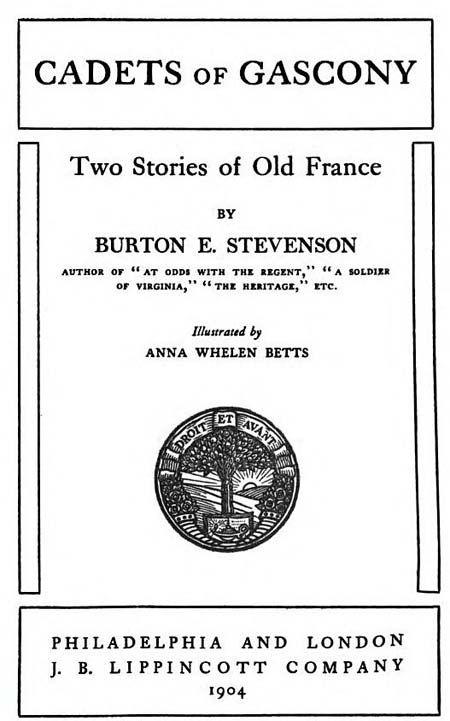 CADETS OF GASCONY
Two Stories of Old France
BY
BURTON E. STEVENSON
AUTHOR OF "AT ODDS WITH THE REGENT," "A SOLDIER
OF VIRGINIA," "THE HERITAGE," ETC.
Illustrated by
ANNA WHELEN BETTS
DROIT ET AVANT
PHILADELPHIA AND LONDON
J. B. LIPPINCOTT COMPANY
1904